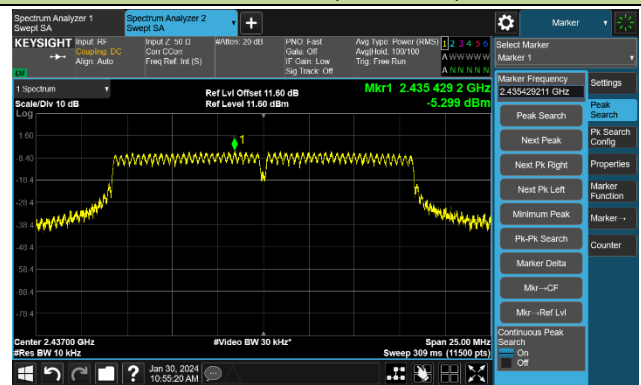 Spectrum Analyzer 1
Swept SA
Spectrum Analyzer 2
Swept SA
+
Marker
KEYSIGHT
Input: RF
Coupling: DC
Align: Auto
Input Z: 50 Ω
Corr CCorr
Freq Ref: Int (S)
#Atten: 20 dB
PNO: Fast
Gate: Off
IF Gain: Low
Sig Track: Off
Avg Type: Power (RMS)
Avg|Hold: 100/100
Trig: Free Run
1 2 3 4 5 6
A W W W W W
A N N N N N
LW
Select Marker
Marker 1
1 Spectrum
Scale/Div 10 dB
Log
Ref Lvl Offset 11.60 dB
Ref Level 11.60 dBm
Mkr1 2.435 429 2 GHz
-5.299 dBm
1
1.60
-8.40
-18.4
-28.4
-38.4
-48.4
-58.4
-68.4
-78.4
Center 2.43700 GHz
#Res BW 10 kHz
#Video BW 30 kHz*
Span 25.00 MHz
Sweep 309 ms (11500 pts)
Marker Frequency
2.435429211 GHz
Peak Search
Next Peak
Next Pk Right
Next Pk Left
Minimum Peak
Pk-Pk Search
Marker Delta
Mkr→CF
Mkr→Ref Lvl
Continuous Peak
Search
On
Off
Settings
Peak
Search
Pk Search
Config
Properties
Marker
Function
Marker→
Counter
?
Jan 30, 2024
10:55:20 AM